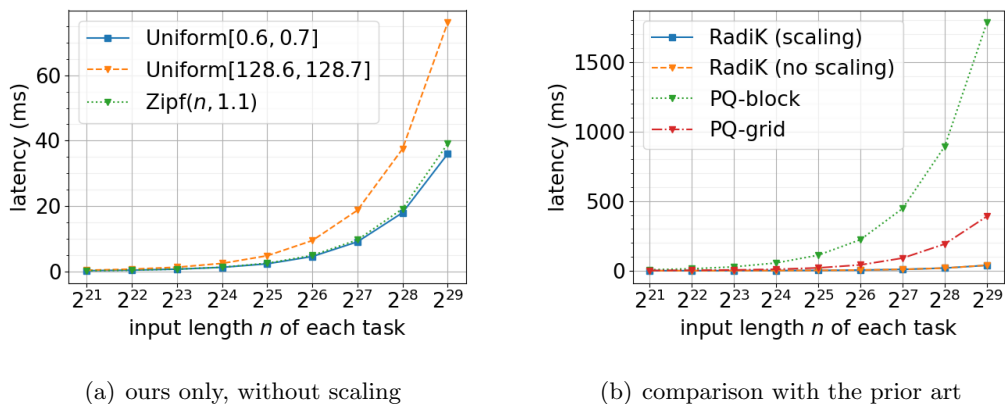 Uniform[0.6, 0.7]
Uniform[128.6, 128.7]
Zipf(n, 1.1)
latency (ms)
60
40
20
0
2^21 2^22 2^23 2^24 2^25 2^26 2^27 2^28 2^29
input length n of each task
(a) ours only, without scaling
RadiK (scaling)
RadiK (no scaling)
PQ-block
PQ-grid
latency (ms)
1500
1000
500
0
2^21 2^22 2^23 2^24 2^25 2^26 2^27 2^28 2^29
input length n of each task
(b) comparison with the prior art